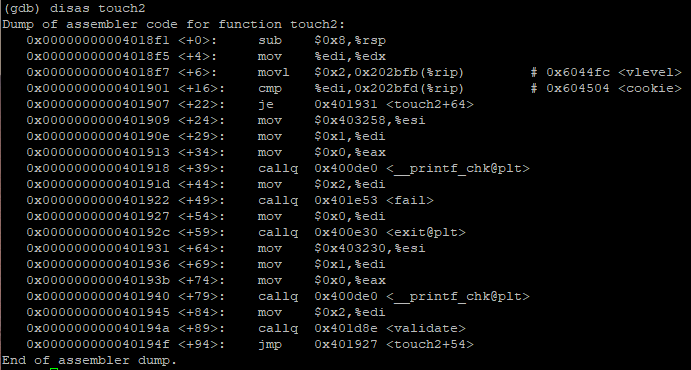 (gdb) disas touch2
Dump of assembler code for function touch2:
   0x00000000004018f1 <+0>:     sub    $0x8,%rsp
   0x00000000004018f5 <+4>:     mov    %edi,%edx
   0x00000000004018f7 <+6>:     movl   $0x2,0x202bfb(%rip)        # 0x6044fc <vlevel>
   0x0000000000401901 <+16>:    cmp    %edi,0x202bfd(%rip)        # 0x604504 <cookie>
   0x0000000000401907 <+22>:    je     0x401931 <touch2+64>
   0x0000000000401909 <+24>:    mov    $0x403258,%esi
   0x000000000040190e <+29>:    mov    $0x1,%edi
   0x0000000000401913 <+34>:    mov    $0x0,%eax
   0x0000000000401918 <+39>:    callq  0x400de0 <__printf_chk@plt>
   0x000000000040191d <+44>:    mov    $0x2,%edi
   0x0000000000401922 <+49>:    callq  0x401e53 <fail>
   0x0000000000401927 <+54>:    mov    $0x0,%edi
   0x000000000040192c <+59>:    callq  0x400e30 <exit@plt>
   0x0000000000401931 <+64>:    mov    $0x403230,%esi
   0x0000000000401936 <+69>:    mov    $0x1,%edi
   0x000000000040193b <+74>:    mov    $0x0,%eax
   0x0000000000401940 <+79>:    callq  0x400de0 <__printf_chk@plt>
   0x0000000000401945 <+84>:    mov    $0x2,%edi
   0x000000000040194a <+89>:    callq  0x401d8e <validate>
   0x000000000040194f <+94>:    jmp    0x401927 <touch2+54>
End of assembler dump.